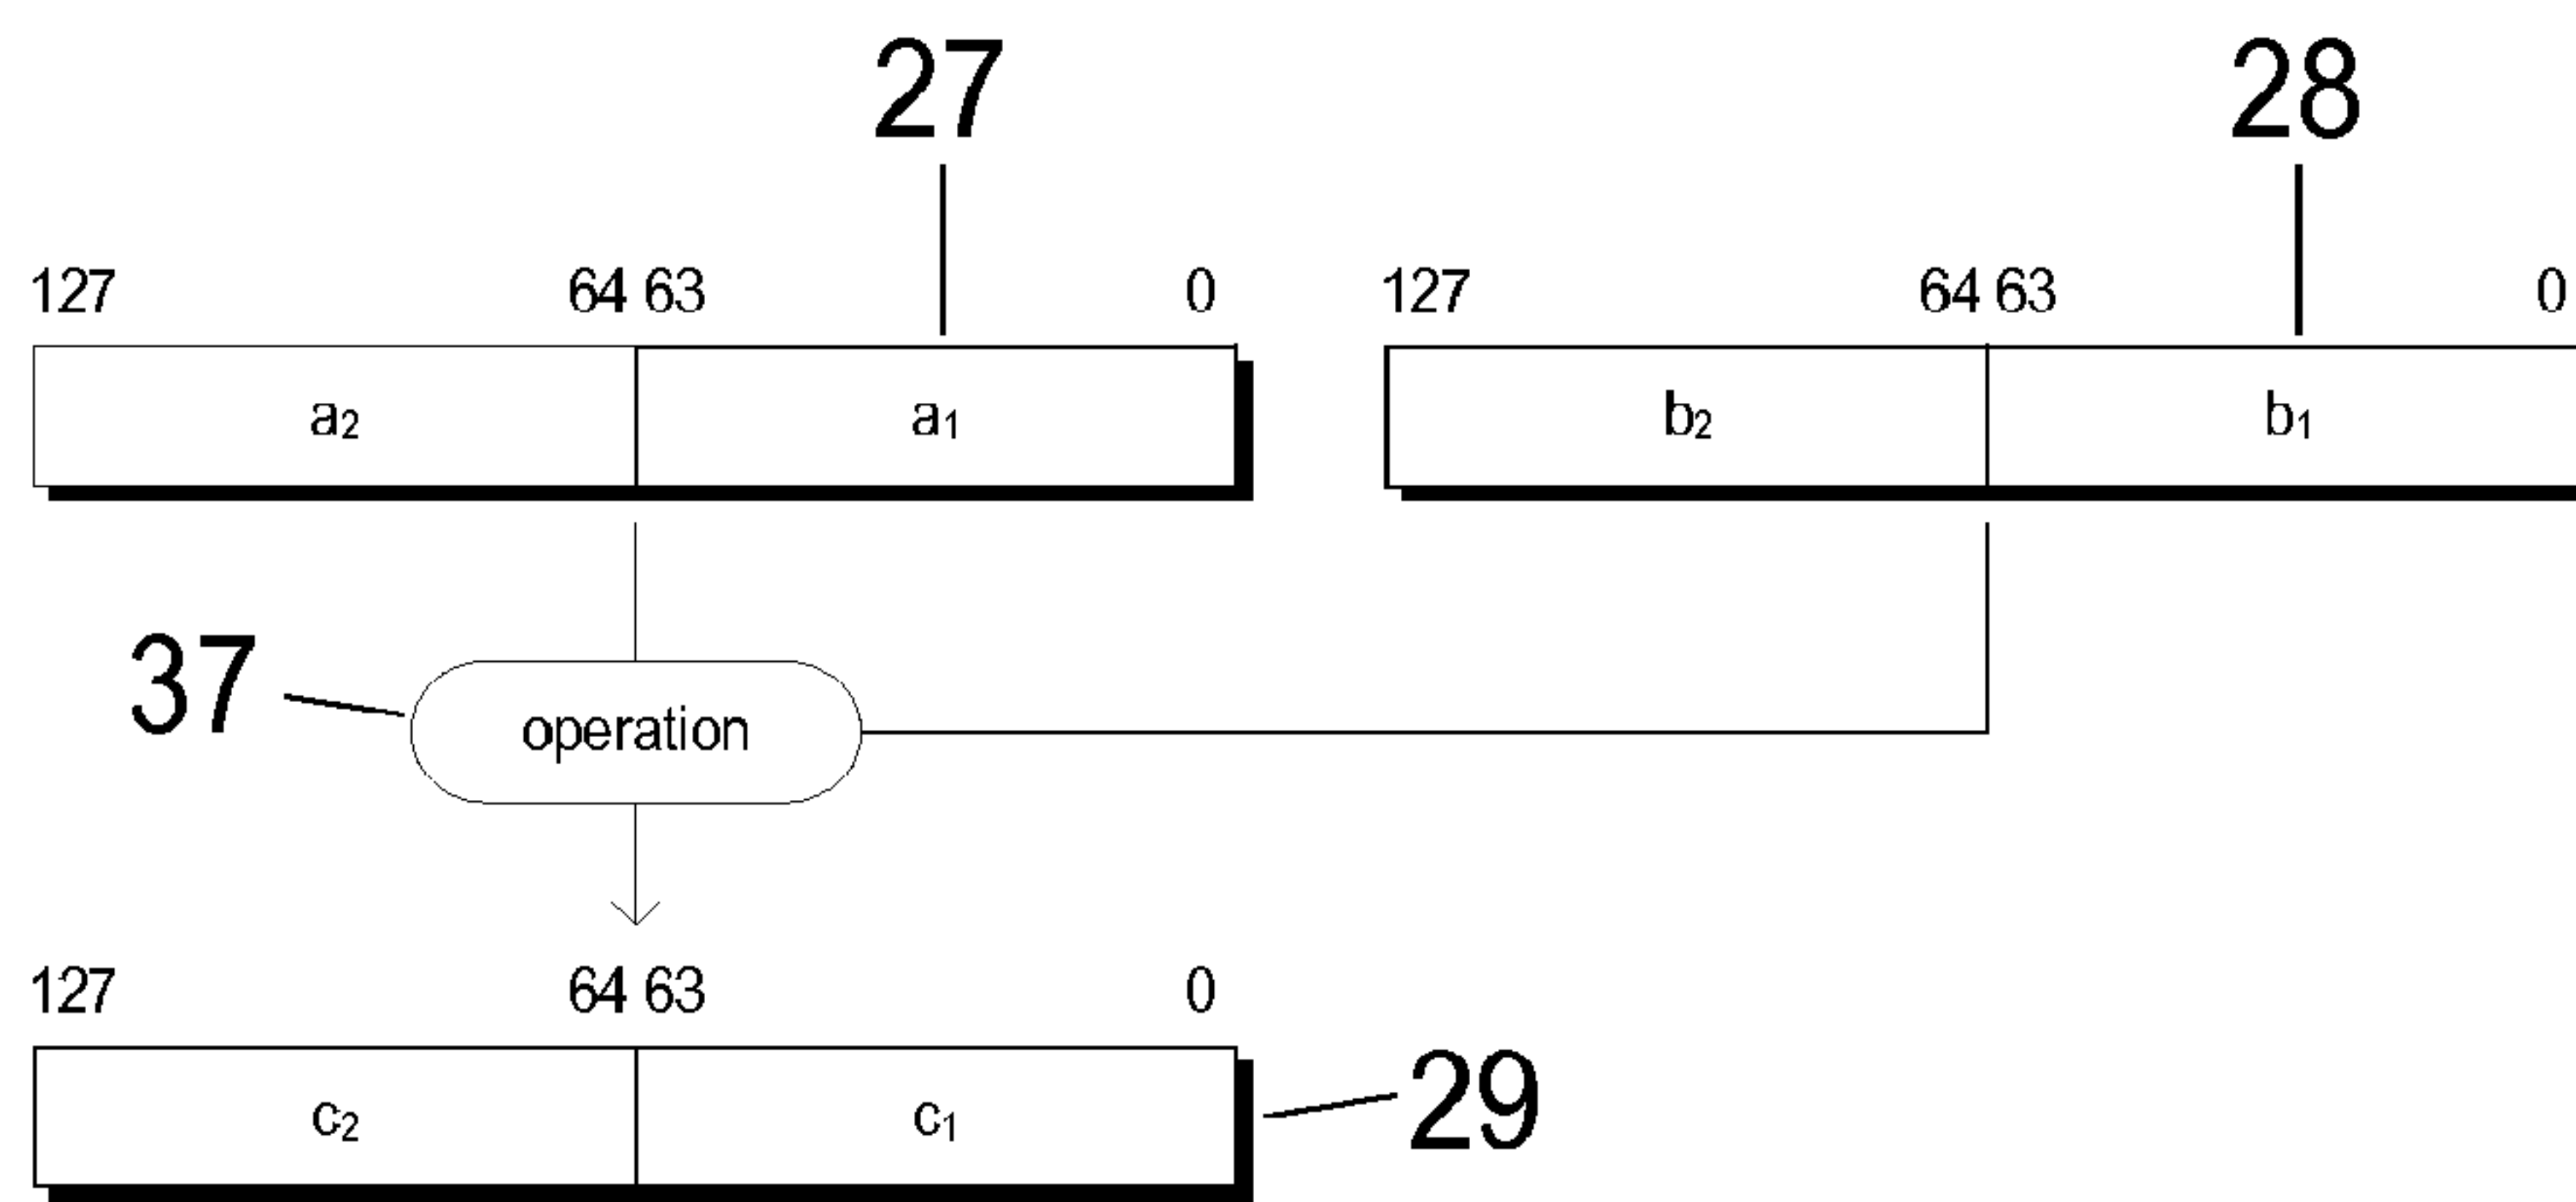 27 28
127 64 63 0 127 64 63 0
a₂ a₁ b₂ b₁
37 operation
127 64 63 0
c₂ c₁ 29